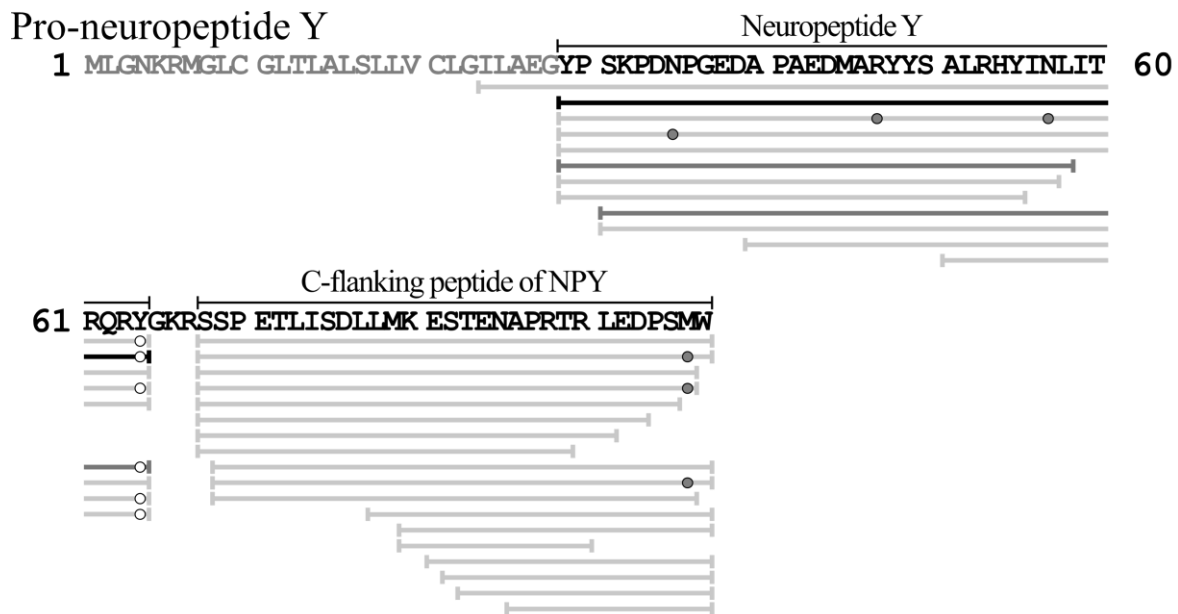 Pro-neuropeptide Y
Neuropeptide Y
1 MLGNKRMGLC GLTLALSLLV CLGILAEGYP SKPDNPGEDA PAEDMARYYS ALRHYINLIT 60
C-flanking peptide of NPY
61 RQRYGKRSSP ETLISDLLMK ESTENAPRTR LEDPSMW